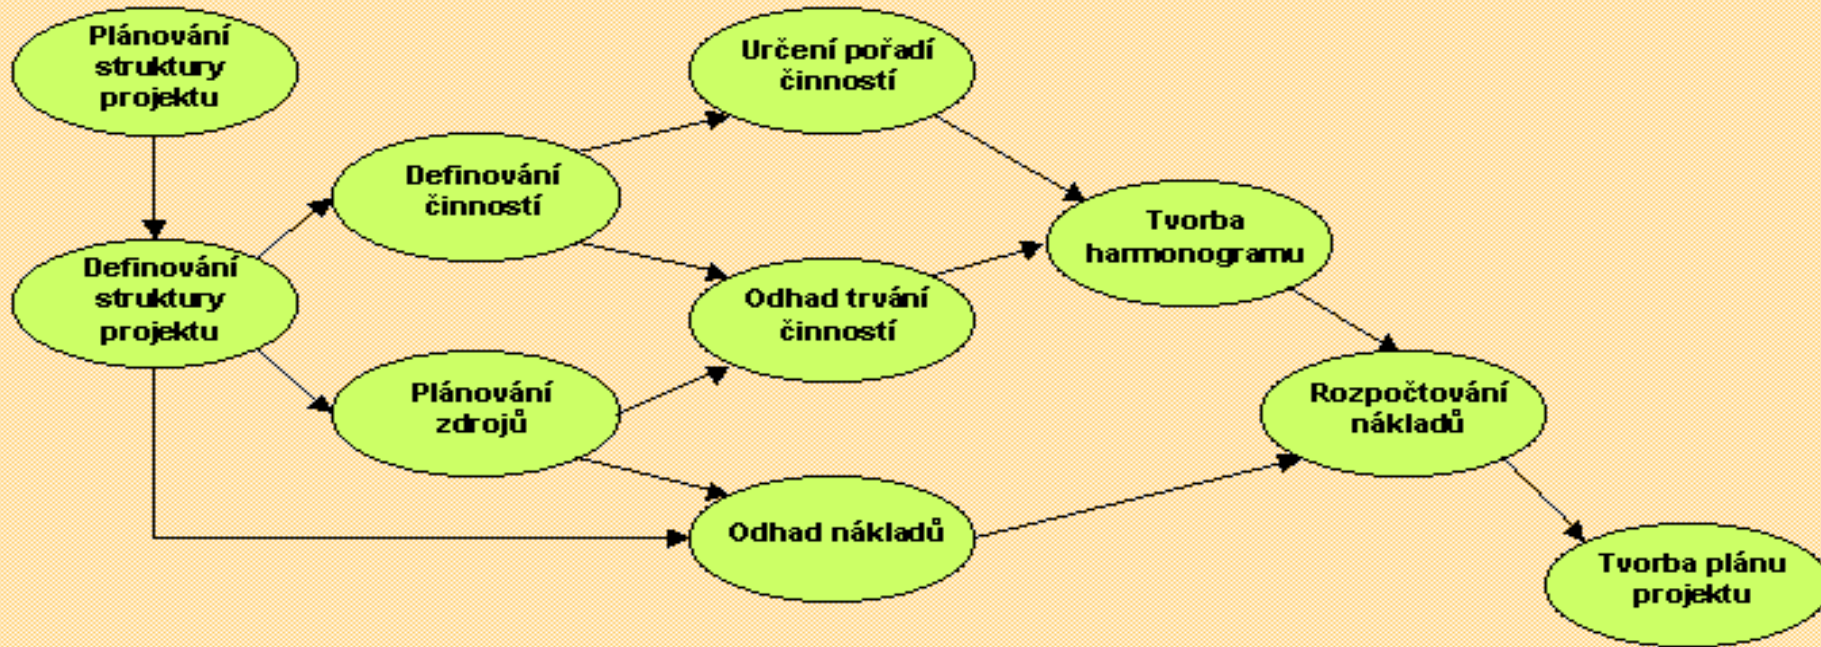 Plánování
struktury
projektu
Určení pořadí
činností
Definování
činností
Tvorba
harmonogramu
Definování
struktury
projektu
Odhad trvání
činností
Plánování
zdrojů
Rozpočtování
nákladů
Odhad nákladů
Tvorba plánu
projektu